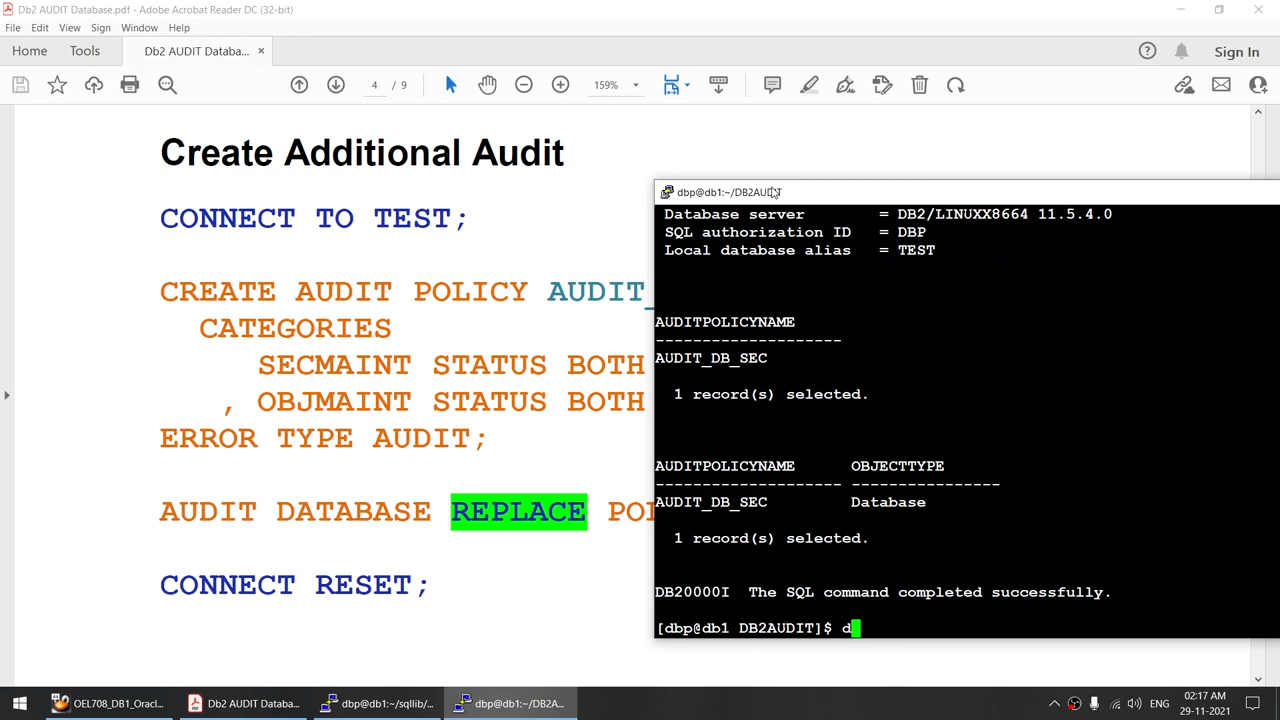 Db2 AUDIT Database.pdf - Adobe Acrobat Reader DC (32-bit)
File Edit View Sign Window Help
Home Tools Db2 AUDIT Databa... × Sign In
4 / 9 159%
Create Additional Audit
CONNECT TO TEST;
CREATE AUDIT POLICY AUDIT_
CATEGORIES
SECMAINT STATUS BOTH
, OBJMAINT STATUS BOTH
ERROR TYPE AUDIT;
AUDIT DATABASE REPLACE POL
CONNECT RESET;
dbp@db1:~/DB2AUDIT
Database server = DB2/LINUXX8664 11.5.4.0
SQL authorization ID = DBP
Local database alias = TEST
AUDITPOLICYNAME
--------------------
AUDIT_DB_SEC
1 record(s) selected.
AUDITPOLICYNAME OBJECTTYPE
-------------------- ----------------
AUDIT_DB_SEC Database
1 record(s) selected.
DB20000I The SQL command completed successfully.
[dbp@db1 DB2AUDIT]$ d
OEL708_DB1_Oracl... Db2 AUDIT Databa... dbp@db1:~/sqllib/... dbp@db1:~/DB2A... ENG 02:17 AM
29-11-2021